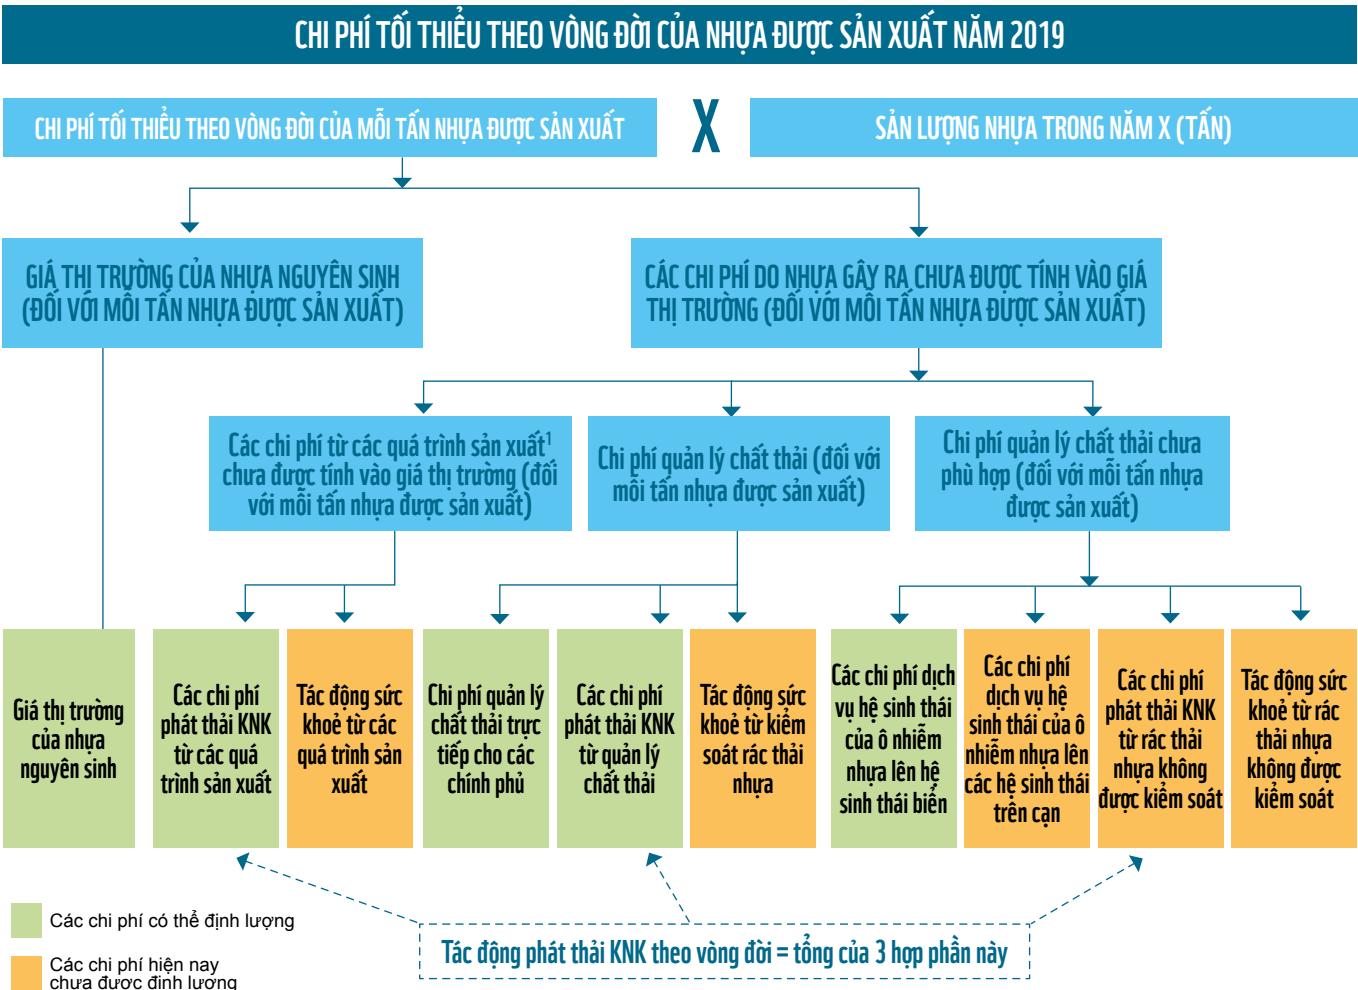 CHI PHÍ TỐI THIỂU THEO VÒNG ĐỜI CỦA NHỰA ĐƯỢC SẢN XUẤT NĂM 2019
CHI PHÍ TỐI THIỂU THEO VÒNG ĐỜI CỦA MỖI TẤN NHỰA ĐƯỢC SẢN XUẤT
X
SẢN LƯỢNG NHỰA TRONG NĂM X (TẤN)
GIÁ THỊ TRƯỜNG CỦA NHỰA NGUYÊN SINH
(ĐỐI VỚI MỖI TẤN NHỰA ĐƯỢC SẢN XUẤT)
CÁC CHI PHÍ DO NHỰA GÂY RA CHƯA ĐƯỢC TÍNH VÀO GIÁ
THỊ TRƯỜNG (ĐỐI VỚI MỖI TẤN NHỰA ĐƯỢC SẢN XUẤT)
Các chi phí từ các quá trình sản xuất¹
chưa được tính vào giá thị trường (đối
với mỗi tấn nhựa được sản xuất)
Chi phí quản lý chất thải (đối với
mỗi tấn nhựa được sản xuất)
Chi phí quản lý chất thải chưa
phù hợp (đối với mỗi tấn nhựa
được sản xuất)
Giá thị trường
của nhựa
nguyên sinh
Các chi phí
phát thải KNK
từ các quá
trình sản xuất
Tác động sức
khoẻ từ các
quá trình sản
xuất
Chi phí quản lý
chất thải trực
tiếp cho các
chính phủ
Các chi phí
phát thải KNK
từ quản lý
chất thải
Tác động sức
khoẻ từ kiểm
soát rác thải
nhựa
Các chi phí dịch
vụ hệ sinh thái
của ô nhiễm
nhựa lên hệ
sinh thái biển
Các chi phí
dịch vụ hệ
sinh thái của ô
nhiễm nhựa lên
các hệ sinh thái
trên cạn
Các chi phí
phát thải KNK
từ rác thải
nhựa không
được kiểm soát
Tác động sức
khoẻ từ rác
thải nhựa
không được
kiểm soát
Các chi phí có thể định lượng
Các chi phí hiện nay
chưa được định lượng
Tác động phát thải KNK theo vòng đời = tổng của 3 hợp phần này